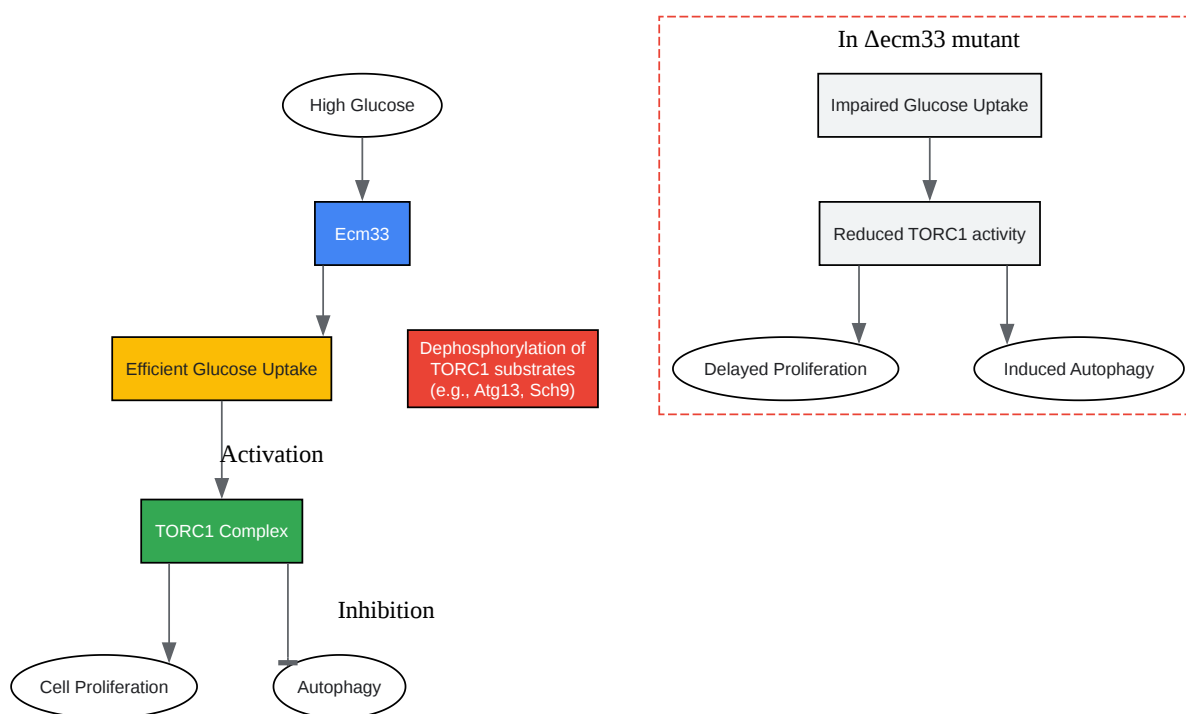 High Glucose
Ecm33
Efficient Glucose Uptake
Dephosphorylation of
TORC1 substrates
(e.g., Atg13, Sch9)
Activation
TORC1 Complex
Inhibition
Cell Proliferation
Autophagy
In Δecm33 mutant
Impaired Glucose Uptake
Reduced TORC1 activity
Delayed Proliferation
Induced Autophagy